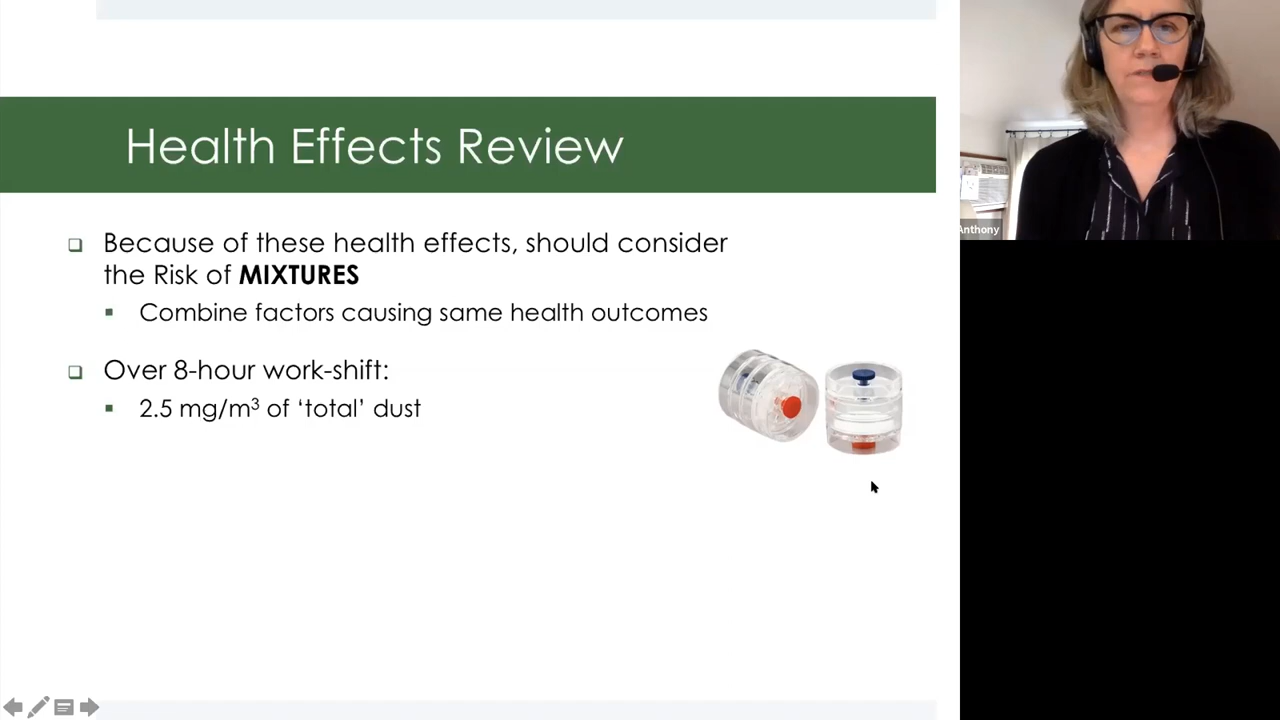 Health Effects Review
Because of these health effects, should consider
the Risk of MIXTURES
Combine factors causing same health outcomes
Over 8-hour work-shift:
2.5 mg/m³ of ‘total’ dust
Anthony